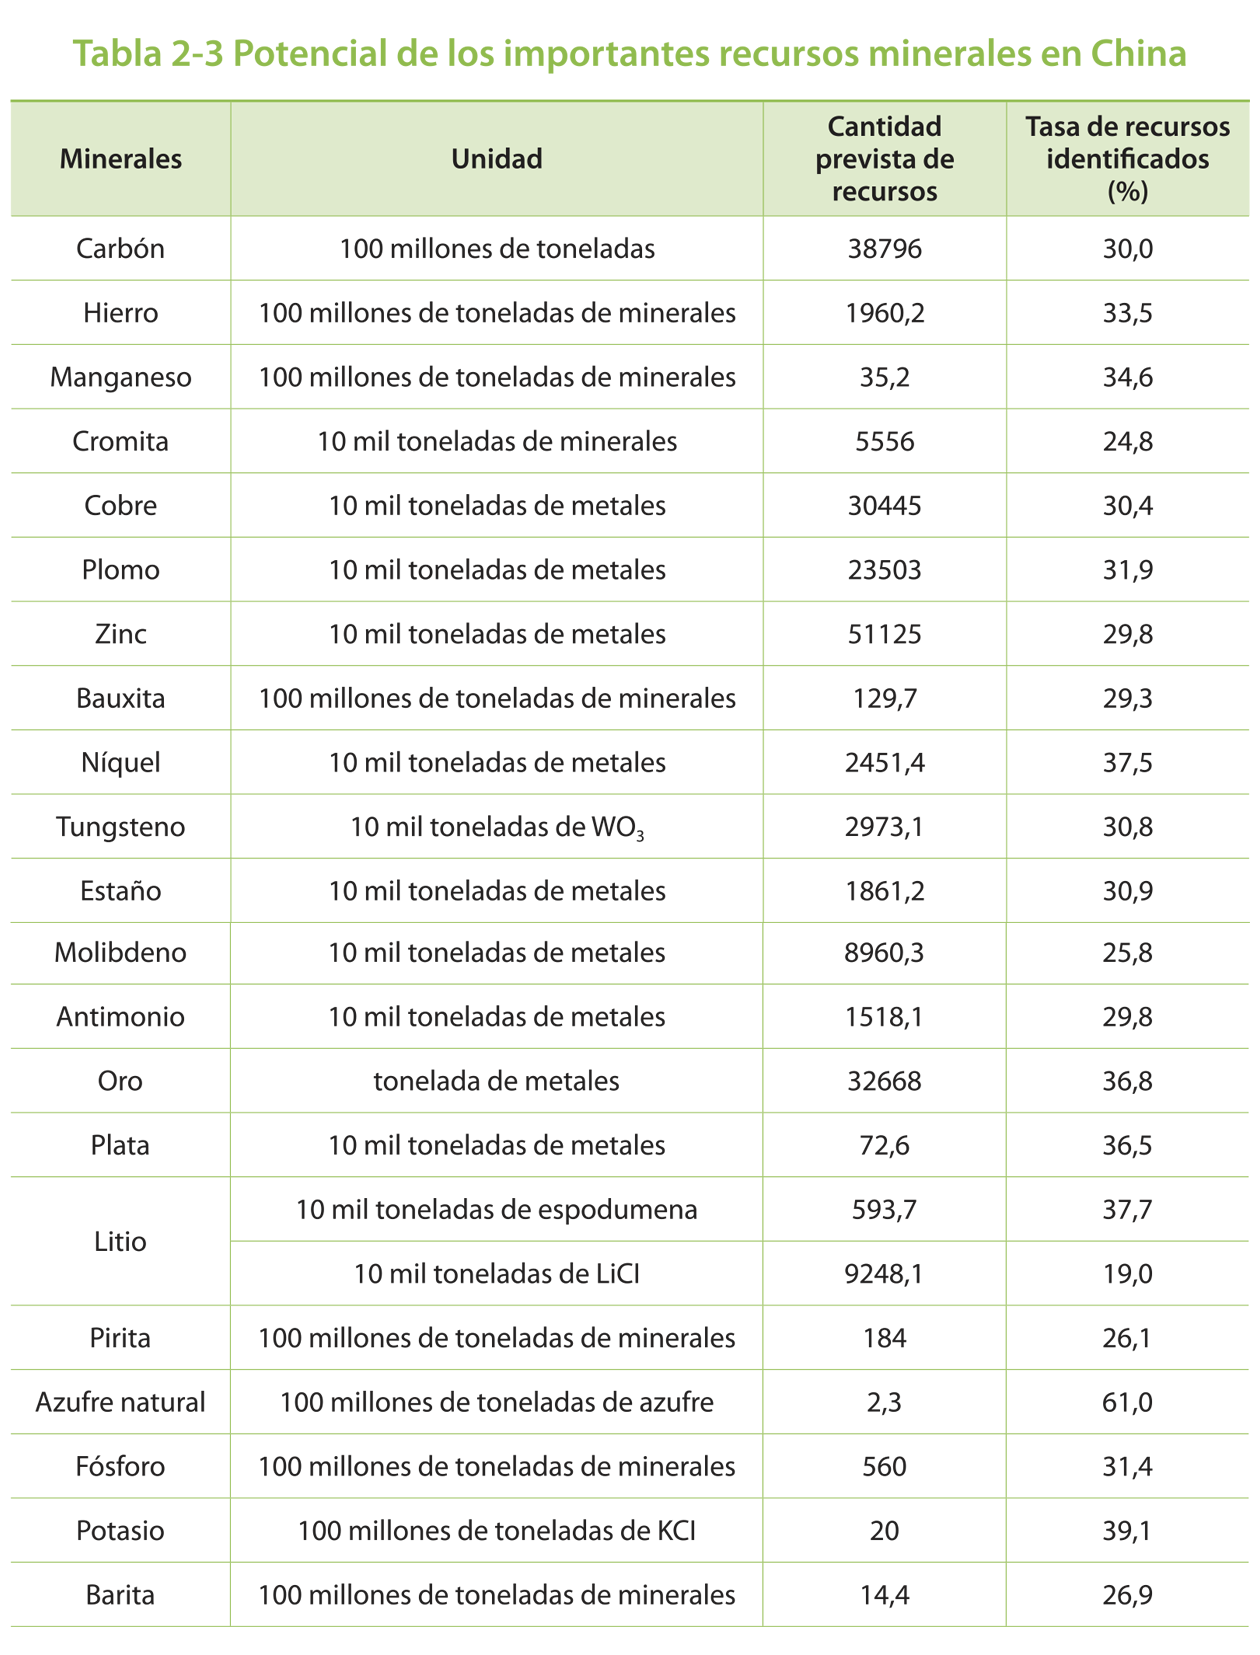 Tabla 2-3 Potencial de los importantes recursos minerales en China
Minerales Unidad Cantidad prevista de recursos Tasa de recursos identificados (%)
Carbón 100 millones de toneladas 38796 30,0
Hierro 100 millones de toneladas de minerales 1960,2 33,5
Manganeso 100 millones de toneladas de minerales 35,2 34,6
Cromita 10 mil toneladas de minerales 5556 24,8
Cobre 10 mil toneladas de metales 30445 30,4
Plomo 10 mil toneladas de metales 23503 31,9
Zinc 10 mil toneladas de metales 51125 29,8
Bauxita 100 millones de toneladas de minerales 129,7 29,3
Níquel 10 mil toneladas de metales 2451,4 37,5
Tungsteno 10 mil toneladas de WO₃ 2973,1 30,8
Estaño 10 mil toneladas de metales 1861,2 30,9
Molibdeno 10 mil toneladas de metales 8960,3 25,8
Antimonio 10 mil toneladas de metales 1518,1 29,8
Oro tonelada de metales 32668 36,8
Plata 10 mil toneladas de metales 72,6 36,5
Litio 10 mil toneladas de espodumena 593,7 37,7
10 mil toneladas de LiCl 9248,1 19,0
Pirita 100 millones de toneladas de minerales 184 26,1
Azufre natural 100 millones de toneladas de azufre 2,3 61,0
Fósforo 100 millones de toneladas de minerales 560 31,4
Potasio 100 millones de toneladas de KCl 20 39,1
Barita 100 millones de toneladas de minerales 14,4 26,9